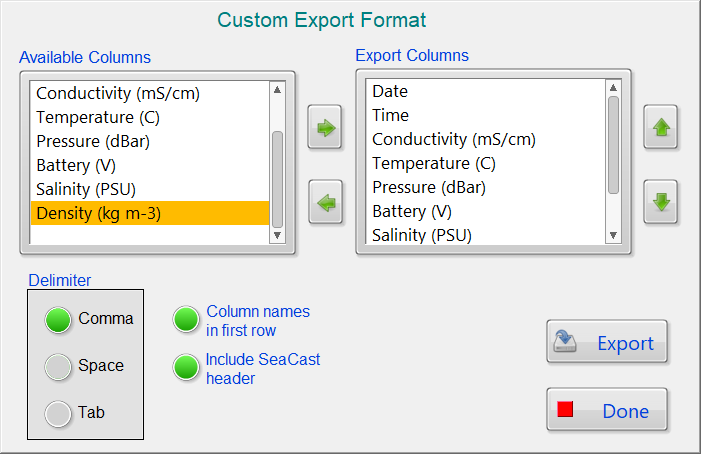 Custom Export Format
Available Columns
Conductivity (mS/cm)
Temperature (C)
Pressure (dBar)
Battery (V)
Salinity (PSU)
Density (kg m-3)
Export Columns
Date
Time
Conductivity (mS/cm)
Temperature (C)
Pressure (dBar)
Battery (V)
Salinity (PSU)
Delimiter
Comma
Space
Tab
Column names
in first row
Include SeaCast
header
Export
Done